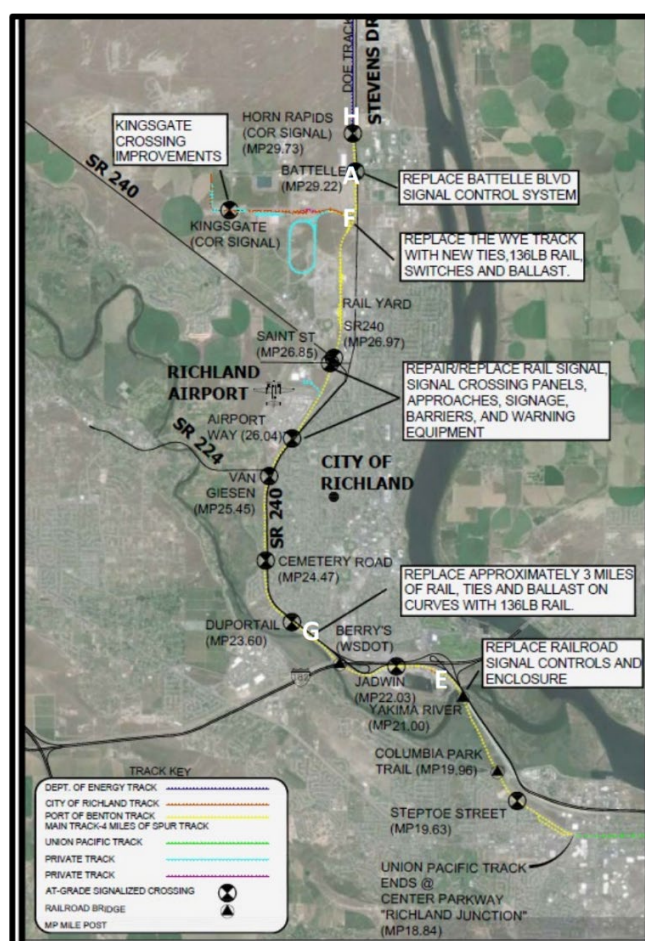 DOE TRACK
STEVENS DR
H
HORN RAPIDS
(COR SIGNAL)
(MP29.73)
KINGSGATE
CROSSING
IMPROVEMENTS
SR 240
BATTELLE
(MP29.22)
A
REPLACE BATTELLE BLVD
SIGNAL CONTROL SYSTEM
KINGSGATE
(COR SIGNAL)
F
REPLACE THE WYE TRACK
WITH NEW TIES,136LB RAIL,
SWITCHES AND BALLAST.
RAIL YARD
SAINT ST
(MP26.85)
SR240
(MP26.97)
RICHLAND
AIRPORT
REPAIR/REPLACE RAIL SIGNAL,
SIGNAL CROSSING PANELS,
APPROACHES, SIGNAGE,
BARRIERS, AND WARNING
EQUIPMENT
AIRPORT
WAY (26.04)
SR 224
VAN
GIESEN
(MP25.45)
CITY OF
RICHLAND
SR 240
CEMETERY ROAD
(MP24.47)
REPLACE APPROXIMATELY 3 MILES
OF RAIL, TIES AND BALLAST ON
CURVES WITH 136LB RAIL.
DUPORTAIL
(MP23.60)
G
BERRY'S
(WSDOT)
REPLACE RAILROAD
SIGNAL CONTROLS AND
ENCLOSURE
182
JADWIN
(MP22.03)
E
YAKIMA RIVER
(MP21.00)
COLUMBIA PARK
TRAIL (MP19.96)
STEPTOE STREET
(MP19.63)
UNION PACIFIC TRACK
ENDS @
CENTER PARKWAY
"RICHLAND JUNCTION"
(MP18.84)
TRACK KEY
DEPT. OF ENERGY TRACK
CITY OF RICHLAND TRACK
PORT OF BENTON TRACK
MAIN TRACK-4 MILES OF SPUR TRACK
UNION PACIFIC TRACK
PRIVATE TRACK
PRIVATE TRACK
AT-GRADE SIGNALIZED CROSSING
RAILROAD BRIDGE
MP MILE POST